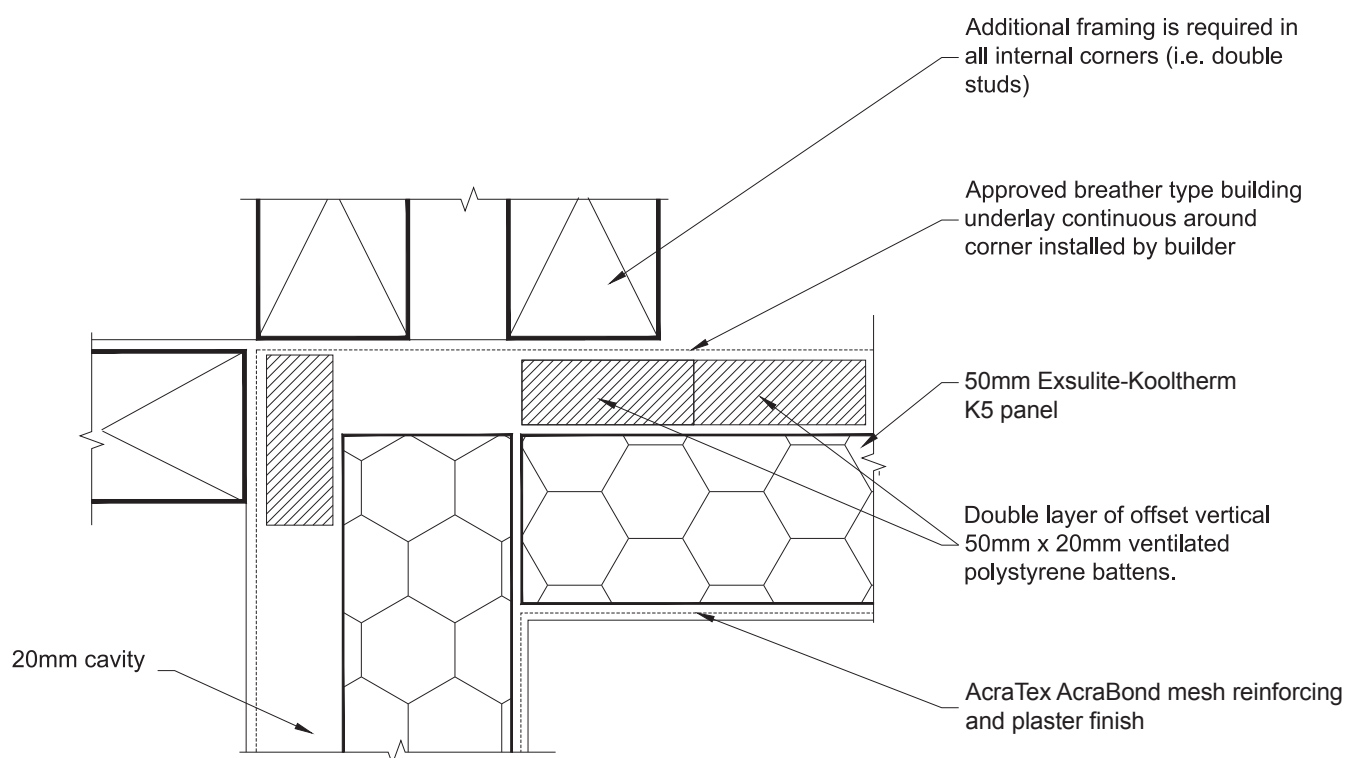 Additional framing is required in
all internal corners (i.e. double
studs)
Approved breather type building
underlay continuous around
corner installed by builder
50mm Exsulite-Kooltherm
K5 panel
Double layer of offset vertical
50mm x 20mm ventilated
polystyrene battens.
20mm cavity
AcraTex AcraBond mesh reinforcing
and plaster finish